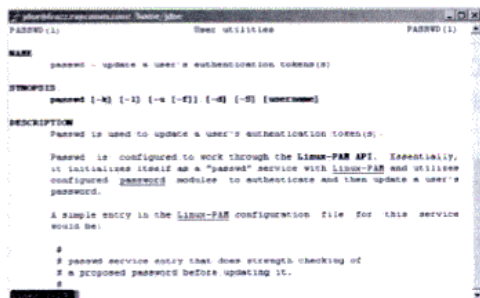 PASSWD(1) User utilities PASSWD(1)
NAME
passwd - update a user's authentication tokens(s)
SYNOPSIS
passwd [-k] [-l] [-u [-f]] [-d] [-S] [username]
DESCRIPTION
Passwd is used to update a user's authentication token(s).
Passwd is configured to work through the Linux-PAM API. Essentially,
it initializes itself as a "passwd" service with Linux-PAM and utilizes
configured password modules to authenticate and then update a user's
password.
A simple entry in the Linux-PAM configuration file for this service
would be:
#
# passwd service entry that does strength checking of
# a proposed password before updating it.
#